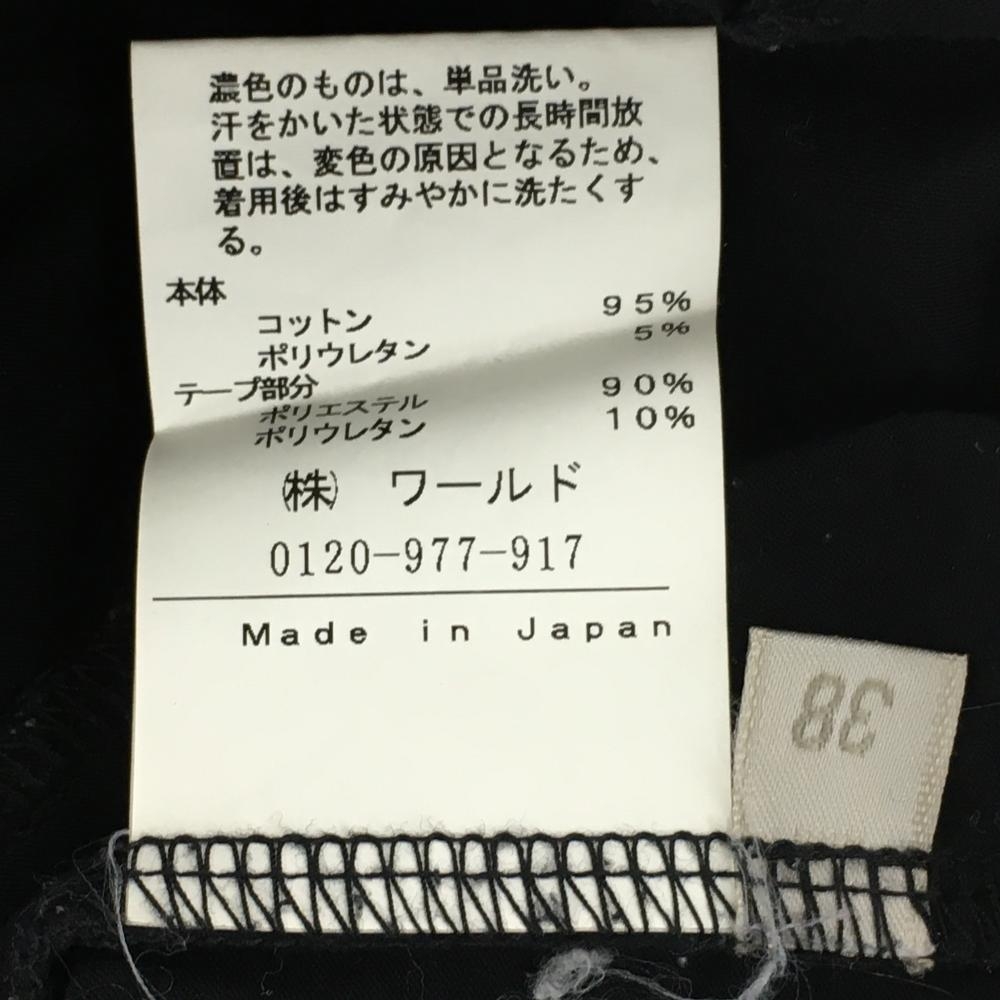 濃色のものは、単品洗い。
汗をかいた状態での長時間放
置は、変色の原因となるため、
着用後はすみやかに洗たくす
る。
本体
コットン 95%
ポリウレタン 5%
テープ部分
ポリエステル 90%
ポリウレタン 10%
㈱ ワールド
0120-977-917
Made in Japan
38